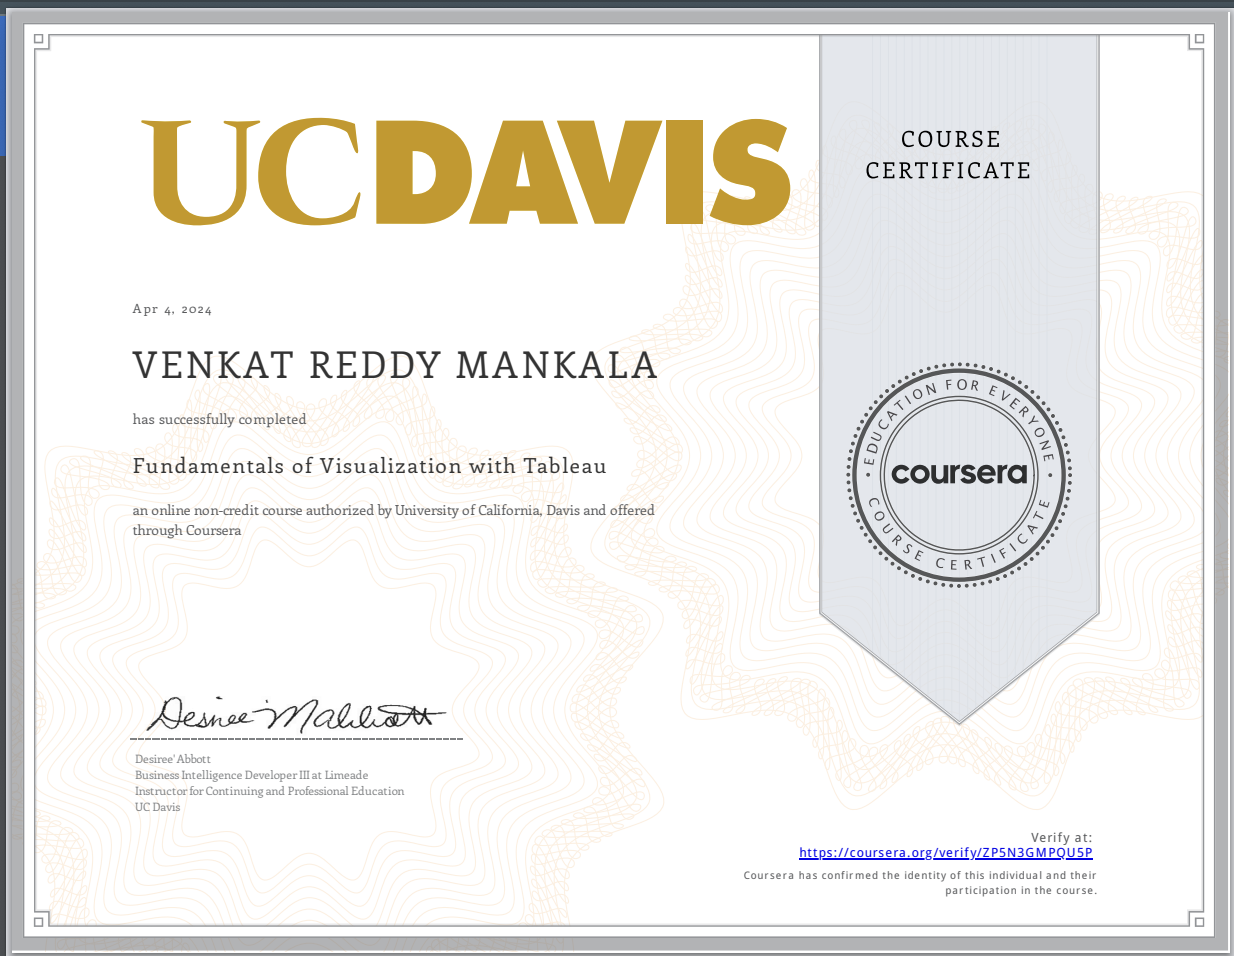 UCDAVIS
COURSE
CERTIFICATE
Apr 4, 2024
VENKAT REDDY MANKALA
has successfully completed
Fundamentals of Visualization with Tableau
an online non-credit course authorized by University of California, Davis and offered
through Coursera
EDUCATION FOR EVERYONE
coursera
COURSE CERTIFICATE
Desiree Mabbott
Desiree' Abbott
Business Intelligence Developer III at Limeade
Instructor for Continuing and Professional Education
UC Davis
Verify at:
https://coursera.org/verify/ZP5N3GMPQU5P
Coursera has confirmed the identity of this individual and their
participation in the course.